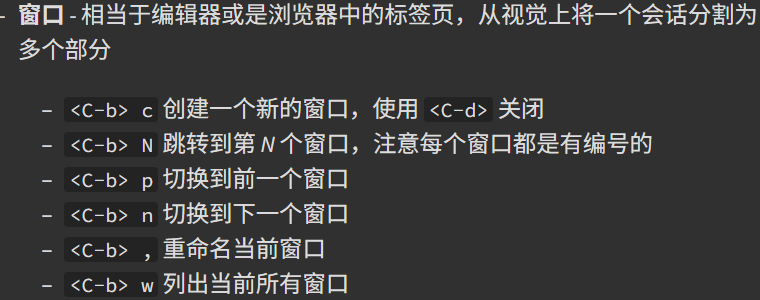 - 窗口 - 相当于编辑器或是浏览器中的标签页，从视觉上将一个会话分割为
多个部分
- <C-b> c 创建一个新的窗口，使用 <C-d> 关闭
- <C-b> N 跳转到第 N 个窗口，注意每个窗口都是有编号的
- <C-b> p 切换到前一个窗口
- <C-b> n 切换到下一个窗口
- <C-b> , 重命名当前窗口
- <C-b> w 列出当前所有窗口